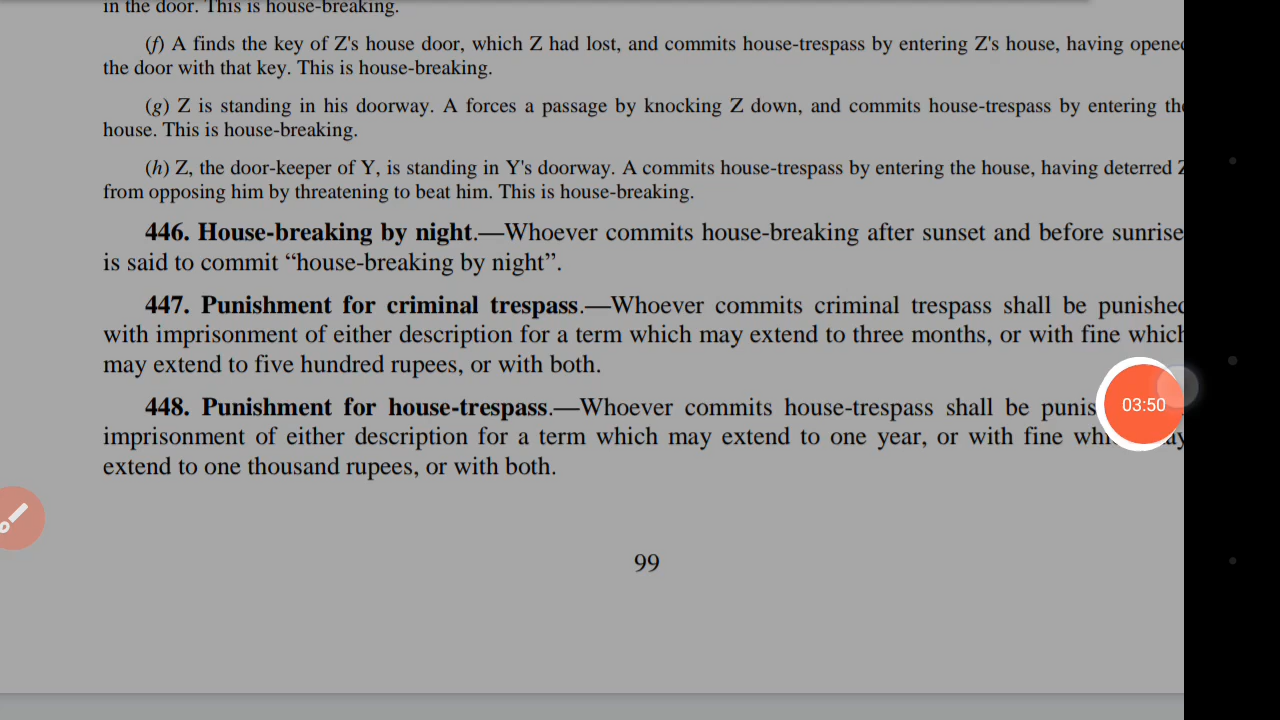 in the door. This is house-breaking.
(f) A finds the key of Z's house door, which Z had lost, and commits house-trespass by entering Z's house, having opened
the door with that key. This is house-breaking.
(g) Z is standing in his doorway. A forces a passage by knocking Z down, and commits house-trespass by entering the
house. This is house-breaking.
(h) Z, the door-keeper of Y, is standing in Y's doorway. A commits house-trespass by entering the house, having deterred Z
from opposing him by threatening to beat him. This is house-breaking.
446. House-breaking by night.—Whoever commits house-breaking after sunset and before sunrise
is said to commit “house-breaking by night”.
447. Punishment for criminal trespass.—Whoever commits criminal trespass shall be punished
with imprisonment of either description for a term which may extend to three months, or with fine which
may extend to five hundred rupees, or with both.
448. Punishment for house-trespass.—Whoever commits house-trespass shall be
imprisonment of either description for a term which may extend to one year, or with fine
extend to one thousand rupees, or with both.
03:50
99